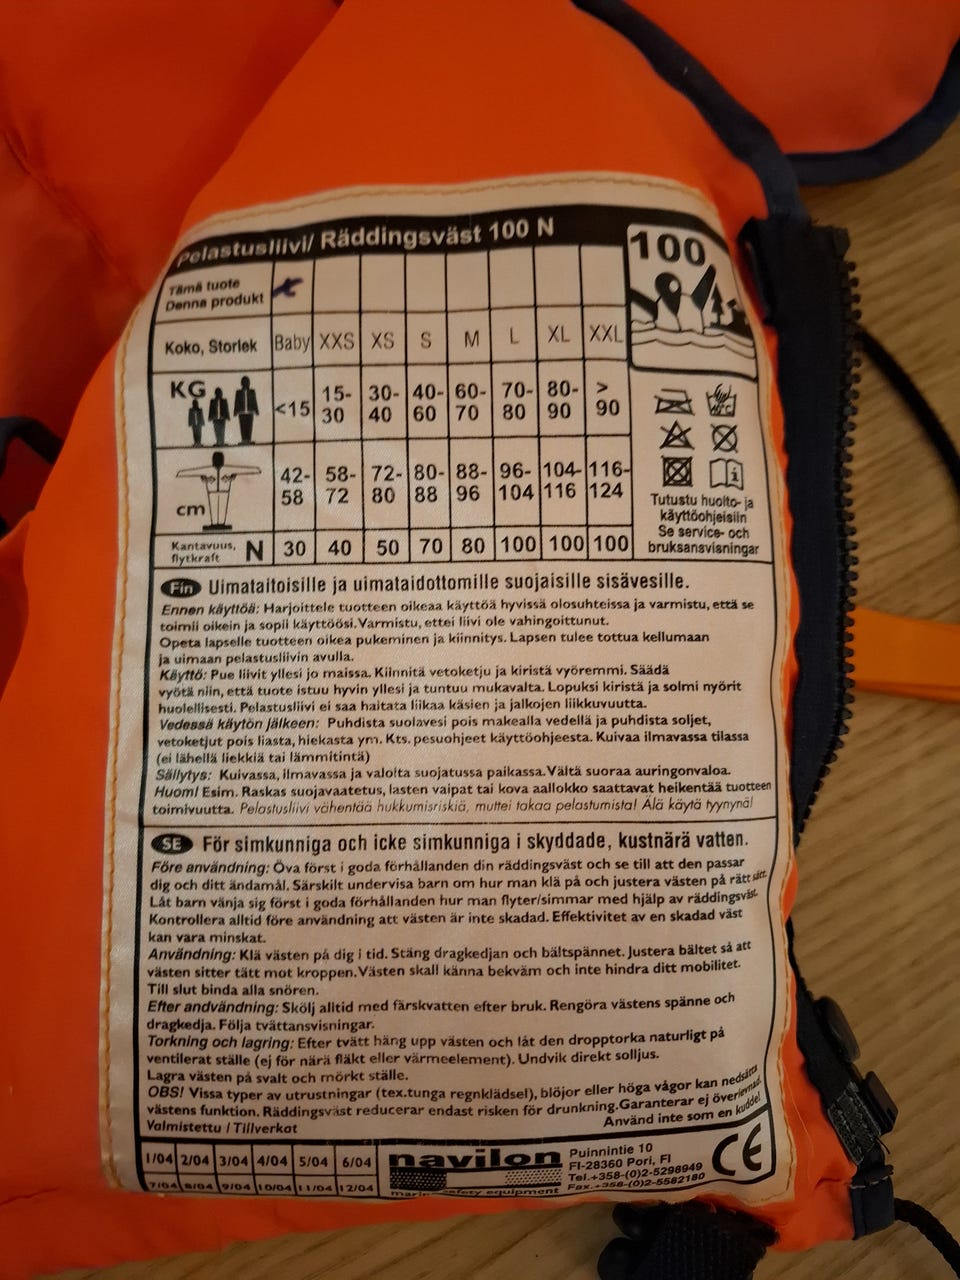 Pelastusliivi/ Räddingsväst 100 N
100
Tämä tuote
Denna produkt
x
Koko, Storlek Baby XXS XS S M L XL XXL
KG <15 15-30 30-40 40-60 60-70 70-80 80-90 > 90
cm 42-58 58-72 72-80 80-88 88-96 96-104 104-116 116-124
Kantavuus, flytkraft N 30 40 50 70 80 100 100 100
Tutustu huolto- ja
käyttöohjeisiin
Se service- och
bruksansvisningar
Fin Uimataitoisille ja uimataidottomille suojaisille sisävesille.
Ennen käyttöä: Harjoittele tuotteen oikeaa käyttöä hyvissä olosuhteissa ja varmistu, että se
toimii oikein ja sopii käyttöösi. Varmistu, ettei liivi ole vahingoittunut.
Opeta lapselle tuotteen oikea pukeminen ja kiinnitys. Lapsen tulee tottua kellumaan
ja uimaan pelastusliivin avulla.
Käyttö: Pue liivit yllesi jo maissa. Kiinnitä vetoketju ja kiristä vyöremmi. Säädä
vyötä niin, että tuote istuu hyvin yllesi ja tuntuu mukavalta. Lopuksi kiristä ja solmi nyörit
huolellisesti. Pelastusliivi ei saa haitata liikaa käsien ja jalkojen liikkuvuutta.
Vedessä käytön jälkeen: Puhdista suolavesi pois makealla vedellä ja puhdista soljet,
vetoketjut pois liasta, hiekasta ym. Kts. pesuohjeet käyttöohjeesta. Kuivaa ilmavassa tilassa
(ei lähellä liekkiä tai lämmitintä)
Säilytys: Kuivassa, ilmavassa ja valolta suojatussa paikassa. Vältä suoraa auringonvaloa.
Huom! Esim. Raskas suojavaatetus, lasten vaipat tai kova aallokko saattavat heikentää tuotteen
toimivuutta. Pelastusliivi vähentää hukkumisriskiä, muttei takaa pelastumista! Älä käytä tyynynä!
SE För simkunniga och icke simkunniga i skyddade, kustnärä vatten.
Före användning: Öva först i goda förhållanden din räddingsväst och se till att den passar
dig och ditt ändamål. Särskilt undervisa barn om hur man klä på och justera västen på rätt sätt.
Låt barn vänja sig först i goda förhållanden hur man flyter/simmar med hjälp av räddingsväst.
Kontrollera alltid före användning att västen är inte skadad. Effektivitet av en skadad väst
kan vara minskat.
Användning: Klä västen på dig i tid. Stäng dragkedjan och bältspännet. Justera bältet så att
västen sitter tätt mot kroppen. Västen skall känna bekväm och inte hindra ditt mobilitet.
Till slut binda alla snören.
Efter andvändning: Skölj alltid med färskvatten efter bruk. Rengöra västens spänne och
dragkedja. Följa tvättansvisningar.
Torkning och lagring: Efter tvätt häng upp västen och låt den dropptorka naturligt på
ventilerat ställe (ej för nära fläkt eller värmeelement). Undvik direkt solljus.
Lagra västen på svalt och mörkt ställe.
OBS! Vissa typer av utrustningar (tex.tunga regnklädsel), blöjor eller höga vågor kan nedsätta
västens funktion. Räddingsväst reducerar endast risken för drunkning. Garanterar ej överlevnad.
Använd inte som en kudde!
Valmistettu / Tillverkat
1/04 2/04 3/04 4/04 5/04 6/04
7/04 8/04 9/04 10/04 11/04 12/04
navilon
marin safety equipment
Puinnintie 10
FI-28360 Pori, FI
Tel.+358-(0)2-5298949
Fax.+358-(0)2-5582180
CE